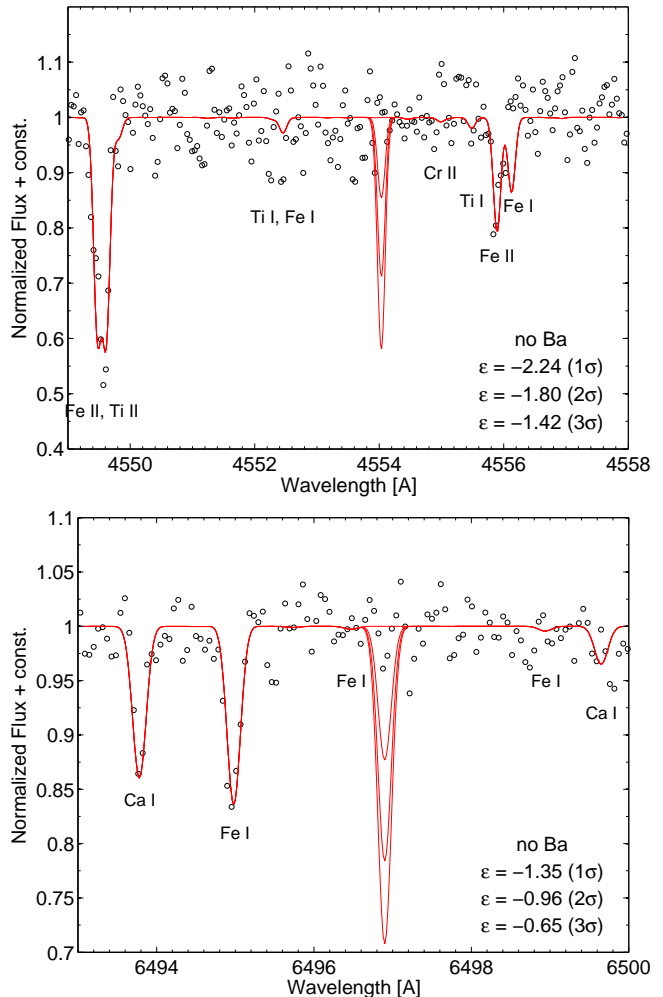 1.1
1
0.9
0.8
0.7
0.6
0.5
0.4
Normalized Flux + const.
Ti I, Fe I
Cr II
Ti I
Fe I
Fe II
Fe II, Ti II
no Ba
ε = −2.24 (1σ)
ε = −1.80 (2σ)
ε = −1.42 (3σ)
4550
4552
4554
4556
4558
Wavelength [A]
1.1
1.05
1
0.95
0.9
0.85
0.8
0.75
0.7
Normalized Flux + const.
Fe I
Fe I
Ca I
Ca I
Fe I
no Ba
ε = −1.35 (1σ)
ε = −0.96 (2σ)
ε = −0.65 (3σ)
6494
6496
6498
6500
Wavelength [A]